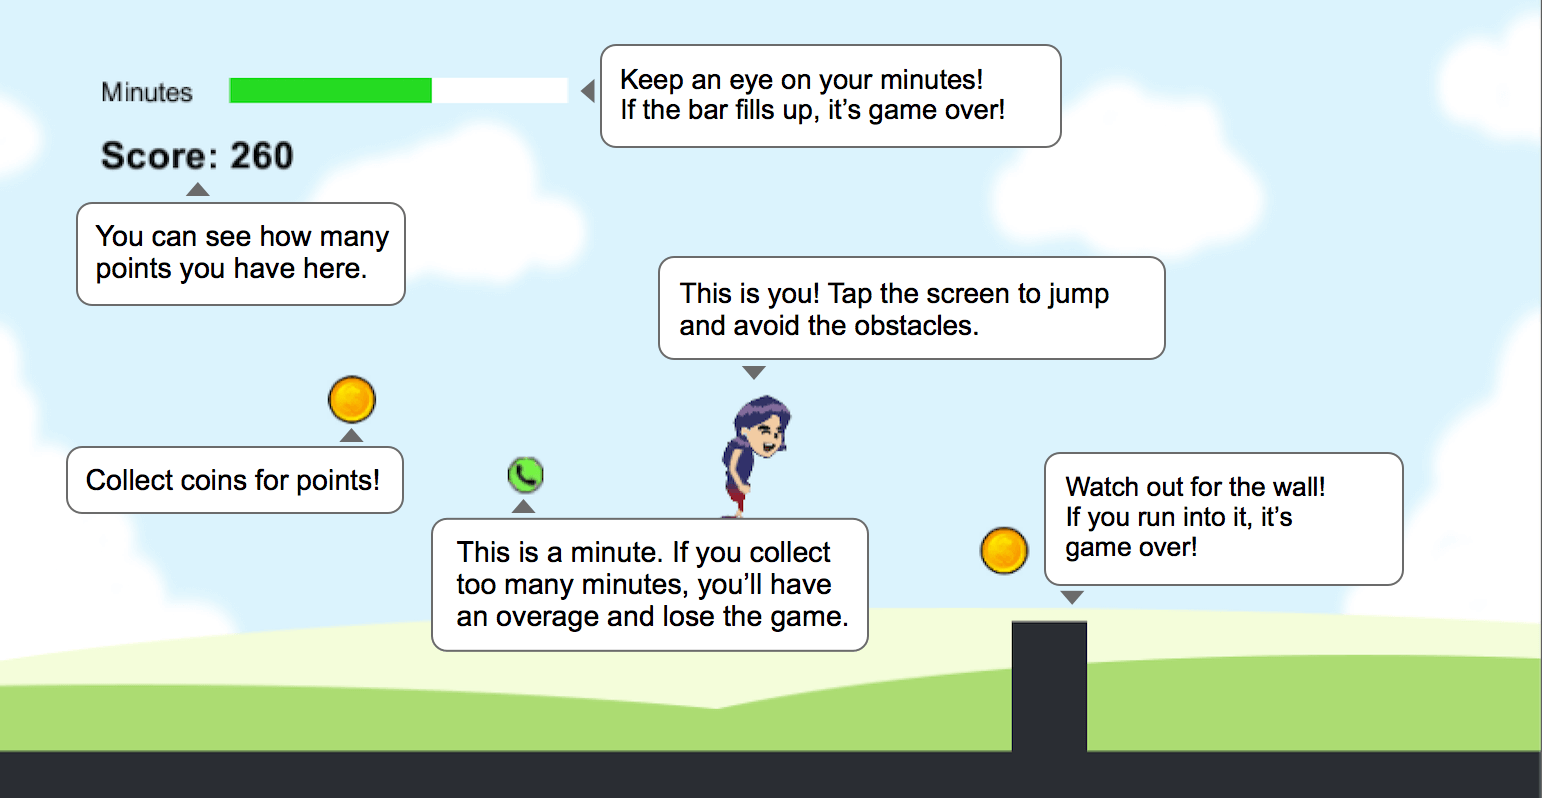 Minutes
Keep an eye on your minutes!
If the bar fills up, it’s game over!
Score: 260
You can see how many
points you have here.
This is you! Tap the screen to jump
and avoid the obstacles.
Collect coins for points!
This is a minute. If you collect
too many minutes, you’ll have
an overage and lose the game.
Watch out for the wall!
If you run into it, it’s
game over!